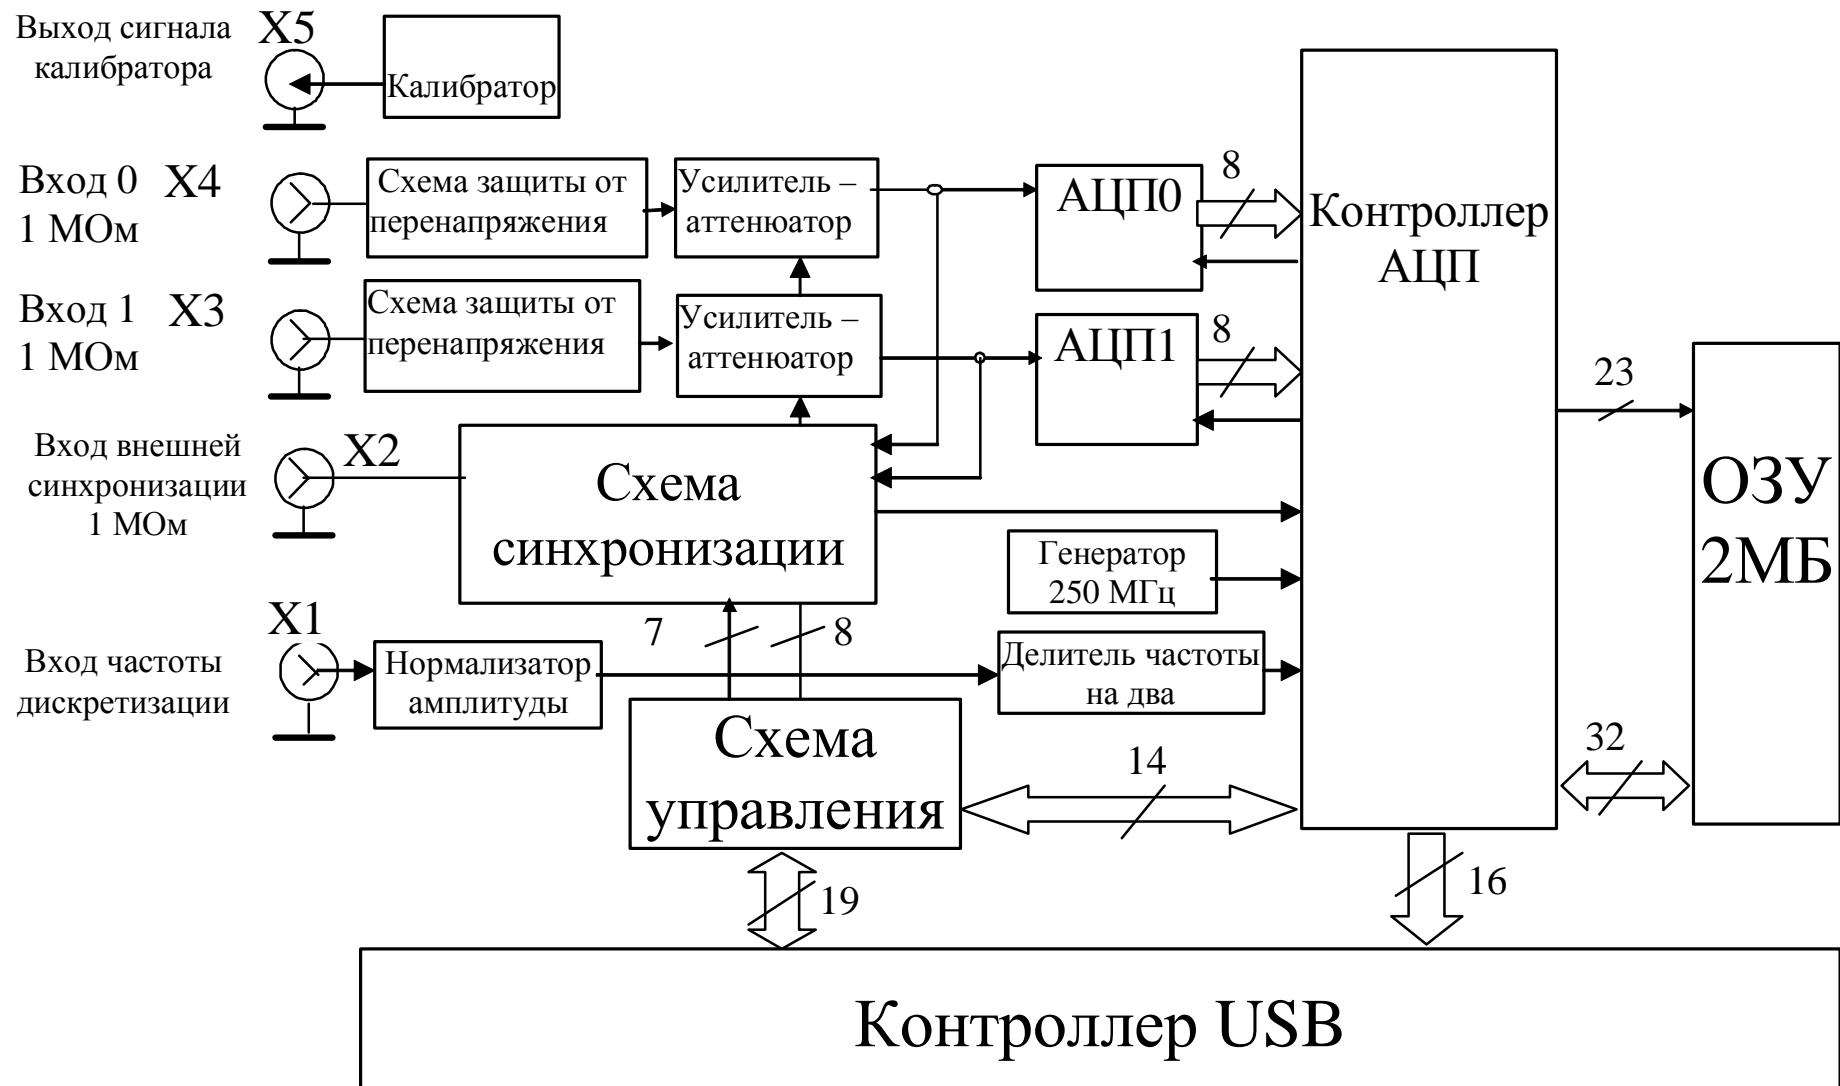 Выход сигнала
калибратора
X5
Калибратор
Вход 0 X4
1 МОм
Схема защиты от
перенапряжения
Усилитель –
аттенюатор
АЦП0
8
Контроллер
АЦП
Вход 1 X3
1 МОм
Схема защиты от
перенапряжения
Усилитель –
аттенюатор
АЦП1
8
23
ОЗУ
2МБ
Вход внешней
синхронизации
1 МОм
X2
Схема
синхронизации
Генератор
250 МГц
7
8
X1
Вход частоты
дискретизации
Нормализатор
амплитуды
Делитель частоты
на два
Схема
управления
14
32
19
16
Контроллер USB